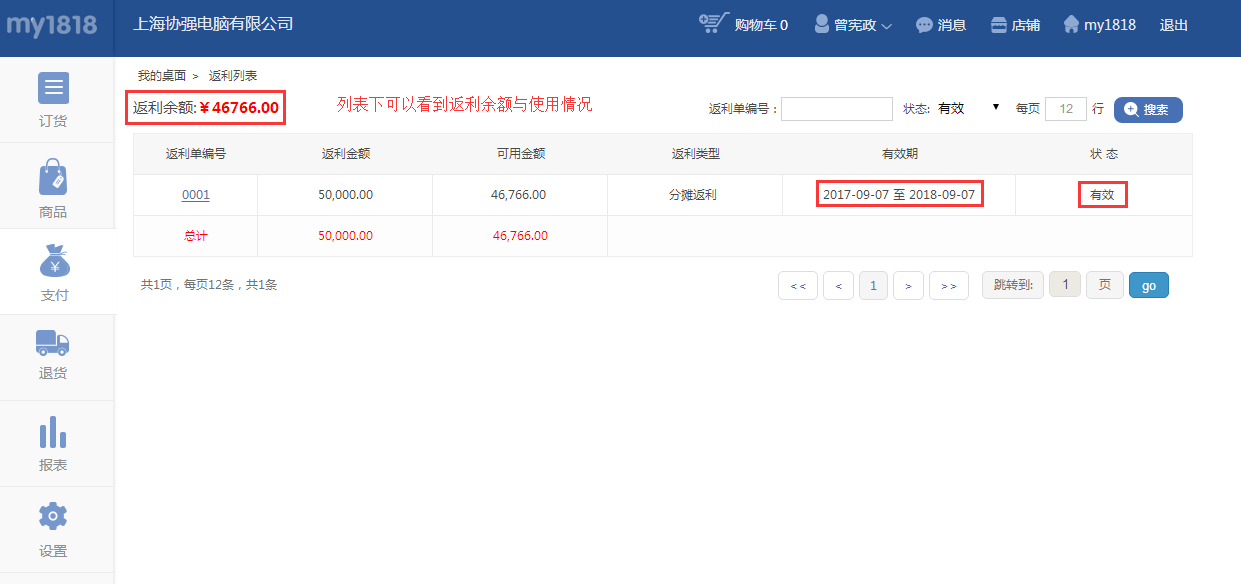 my1818 上海协强电脑有限公司 购物车 0 曾宪政 消息 店铺 my1818 退出
我的桌面 > 返利列表
返利余额:¥ 46766.00 列表下可以看到返利余额与使用情况 返利单编号: 状态: 有效 ▼ 每页 12 行 搜索
返利单编号 返利金额 可用金额 返利类型 有效期 状 态
0001 50,000.00 46,766.00 分摊返利 2017-09-07 至 2018-09-07 有效
总计 50,000.00 46,766.00
共1页，每页12条，共1条 << < 1 > >> 跳转到: 1 页 go
订货
商品
¥
支付
退货
报表
设置